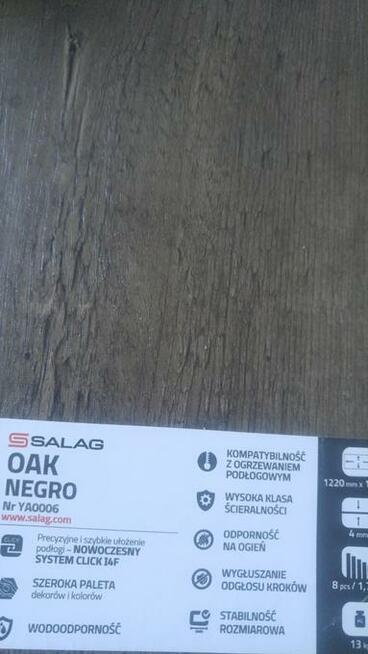 SALAG
OAK
NEGRO
Nr YA0006
www.salag.com
CLICK
Precyzyjne i szybkie ułożenie
podłogi – NOWOCZESNY
SYSTEM CLICK I4F
SZEROKA PALETA
dekorów i kolorów
WODOODPORNOŚĆ
KOMPATYBILNOŚĆ
Z OGRZEWANIEM
PODŁOGOWYM
WYSOKA KLASA
ŚCIERALNOŚCI
ODPORNOŚĆ
NA OGIEŃ
WYGŁUSZANIE
ODGŁOSU KROKÓW
STABILNOŚĆ
ROZMIAROWA
1220 mm x
4 mm
8 pcs /
13